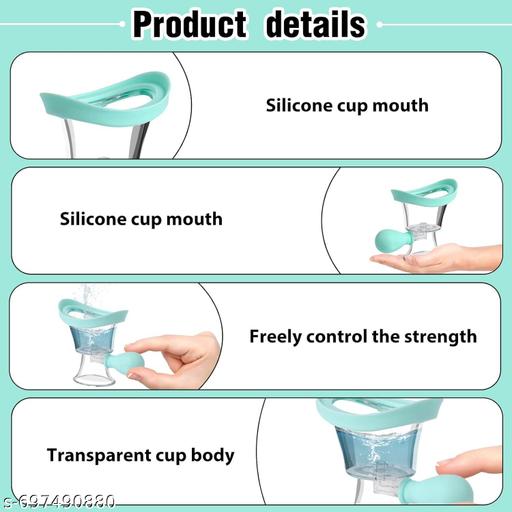 Product details
Silicone cup mouth
Silicone cup mouth
Freely control the strength
Transparent cup body
s-697490880